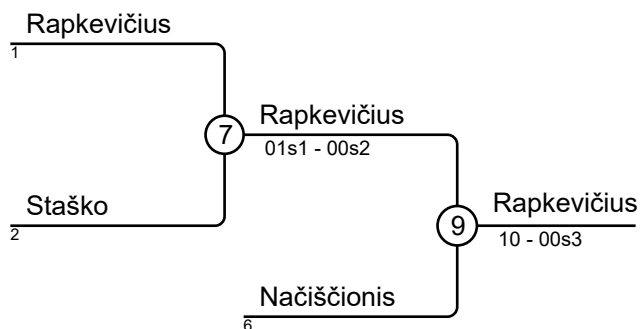 Rapkevičius
1
7
Rapkevičius
01s1 - 00s2
Staško
2
9
Rapkevičius
10 - 00s3
Načiščionis
6